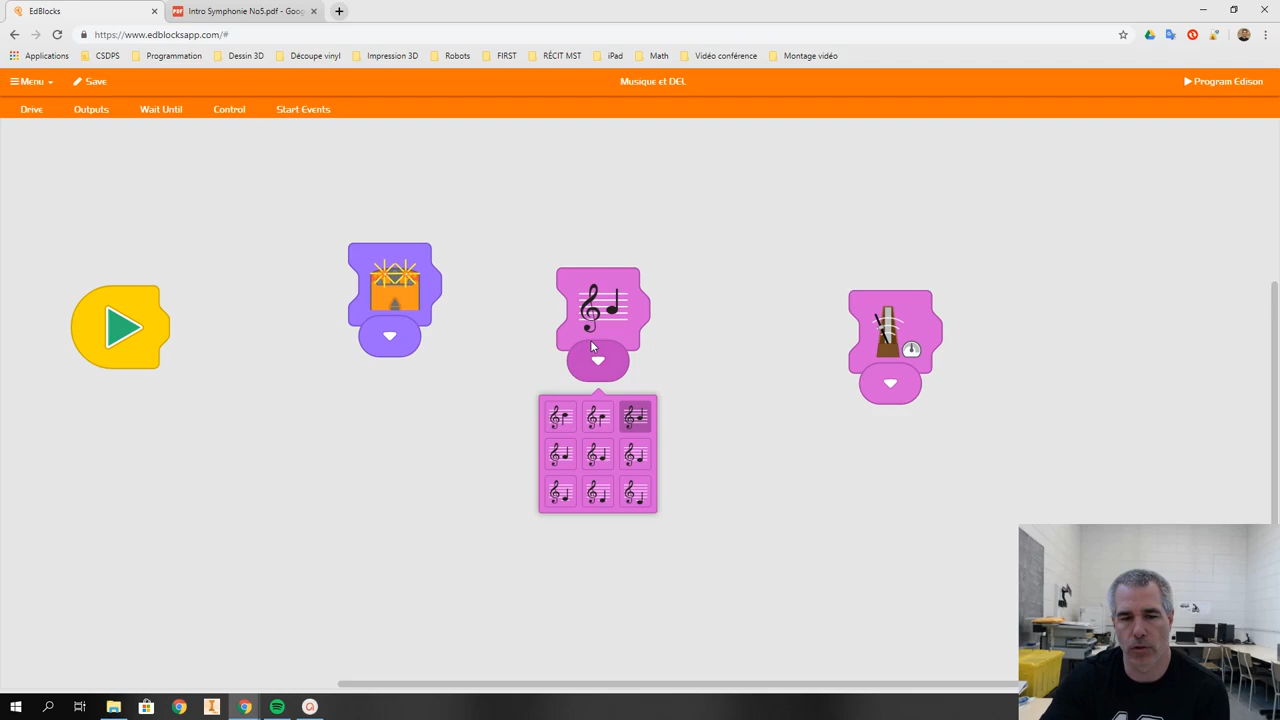 EdBlocks
Intro Symphonie No5.pdf - Goog
https://www.edblocksapp.com/#
Applications CSDPS Programmation Dessin 3D Découpe vinyl Impression 3D Robots FIRST RÉCIT MST iPad Math Vidéo conférence Montage vidéo
Menu Save Musique et DEL Program Edison
Drive Outputs Wait Until Control Start Events